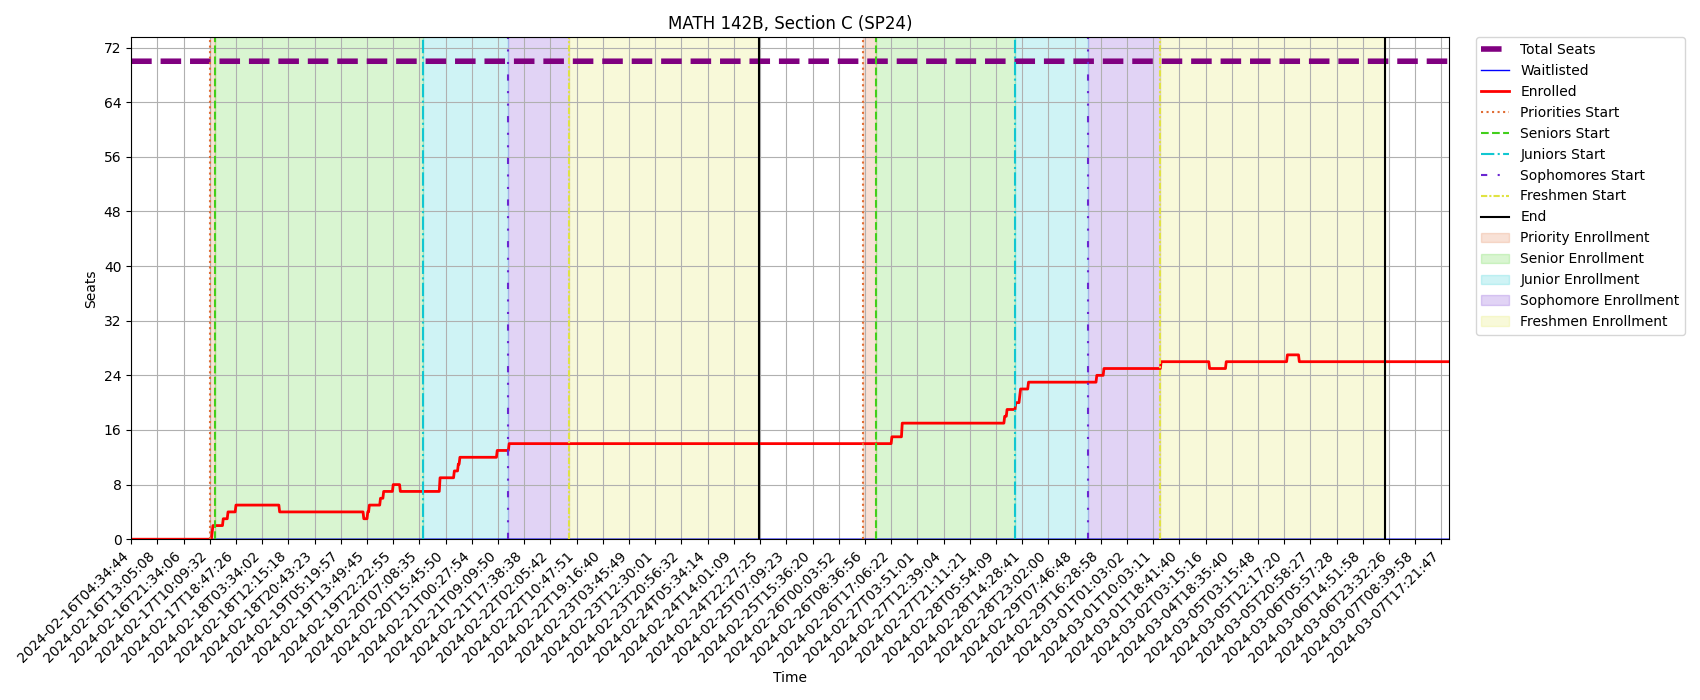 MATH 142B, Section C (SP24)
Seats
72
64
56
48
40
32
24
16
8
0
2024-02-16T04:34:44
2024-02-16T13:05:08
2024-02-16T21:34:06
2024-02-17T10:09:32
2024-02-17T18:47:26
2024-02-18T03:34:02
2024-02-18T12:15:18
2024-02-18T20:43:23
2024-02-19T05:19:57
2024-02-19T13:49:45
2024-02-19T22:22:55
2024-02-20T07:08:35
2024-02-20T15:45:50
2024-02-21T00:27:54
2024-02-21T09:09:50
2024-02-21T17:38:38
2024-02-22T02:05:42
2024-02-22T10:47:51
2024-02-22T19:16:40
2024-02-23T03:45:49
2024-02-23T12:30:01
2024-02-23T20:56:32
2024-02-24T05:34:14
2024-02-24T14:01:09
2024-02-24T22:27:25
2024-02-25T07:09:23
2024-02-25T15:36:20
2024-02-26T00:03:52
2024-02-26T08:36:56
2024-02-26T17:06:22
2024-02-27T03:51:01
2024-02-27T12:39:04
2024-02-27T21:11:21
2024-02-28T05:54:09
2024-02-28T14:28:41
2024-02-28T23:02:00
2024-02-29T07:46:48
2024-02-29T16:28:58
2024-03-01T01:03:02
2024-03-01T10:03:11
2024-03-01T18:41:40
2024-03-02T03:15:16
2024-03-04T18:35:40
2024-03-05T03:15:48
2024-03-05T12:17:20
2024-03-05T20:58:27
2024-03-06T05:57:28
2024-03-06T14:51:58
2024-03-06T23:32:26
2024-03-07T08:39:58
2024-03-07T17:21:47
Time
Total Seats
Waitlisted
Enrolled
Priorities Start
Seniors Start
Juniors Start
Sophomores Start
Freshmen Start
End
Priority Enrollment
Senior Enrollment
Junior Enrollment
Sophomore Enrollment
Freshmen Enrollment